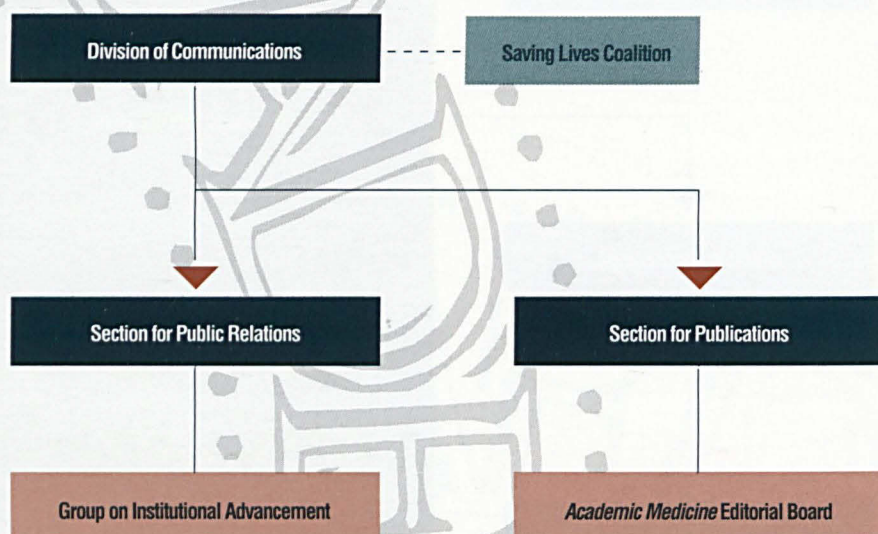 Division of Communications
Saving Lives Coalition
Section for Public Relations
Section for Publications
Group on Institutional Advancement
Academic Medicine Editorial Board